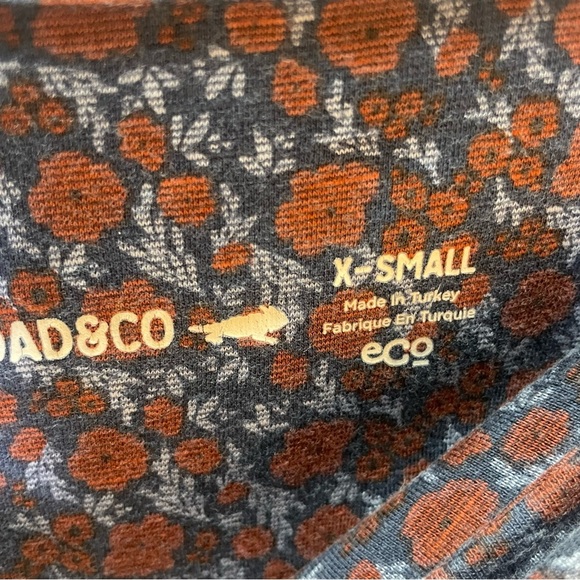 OAD&CO
X-SMALL
Made In Turkey
Fabrique En Turquie
eco